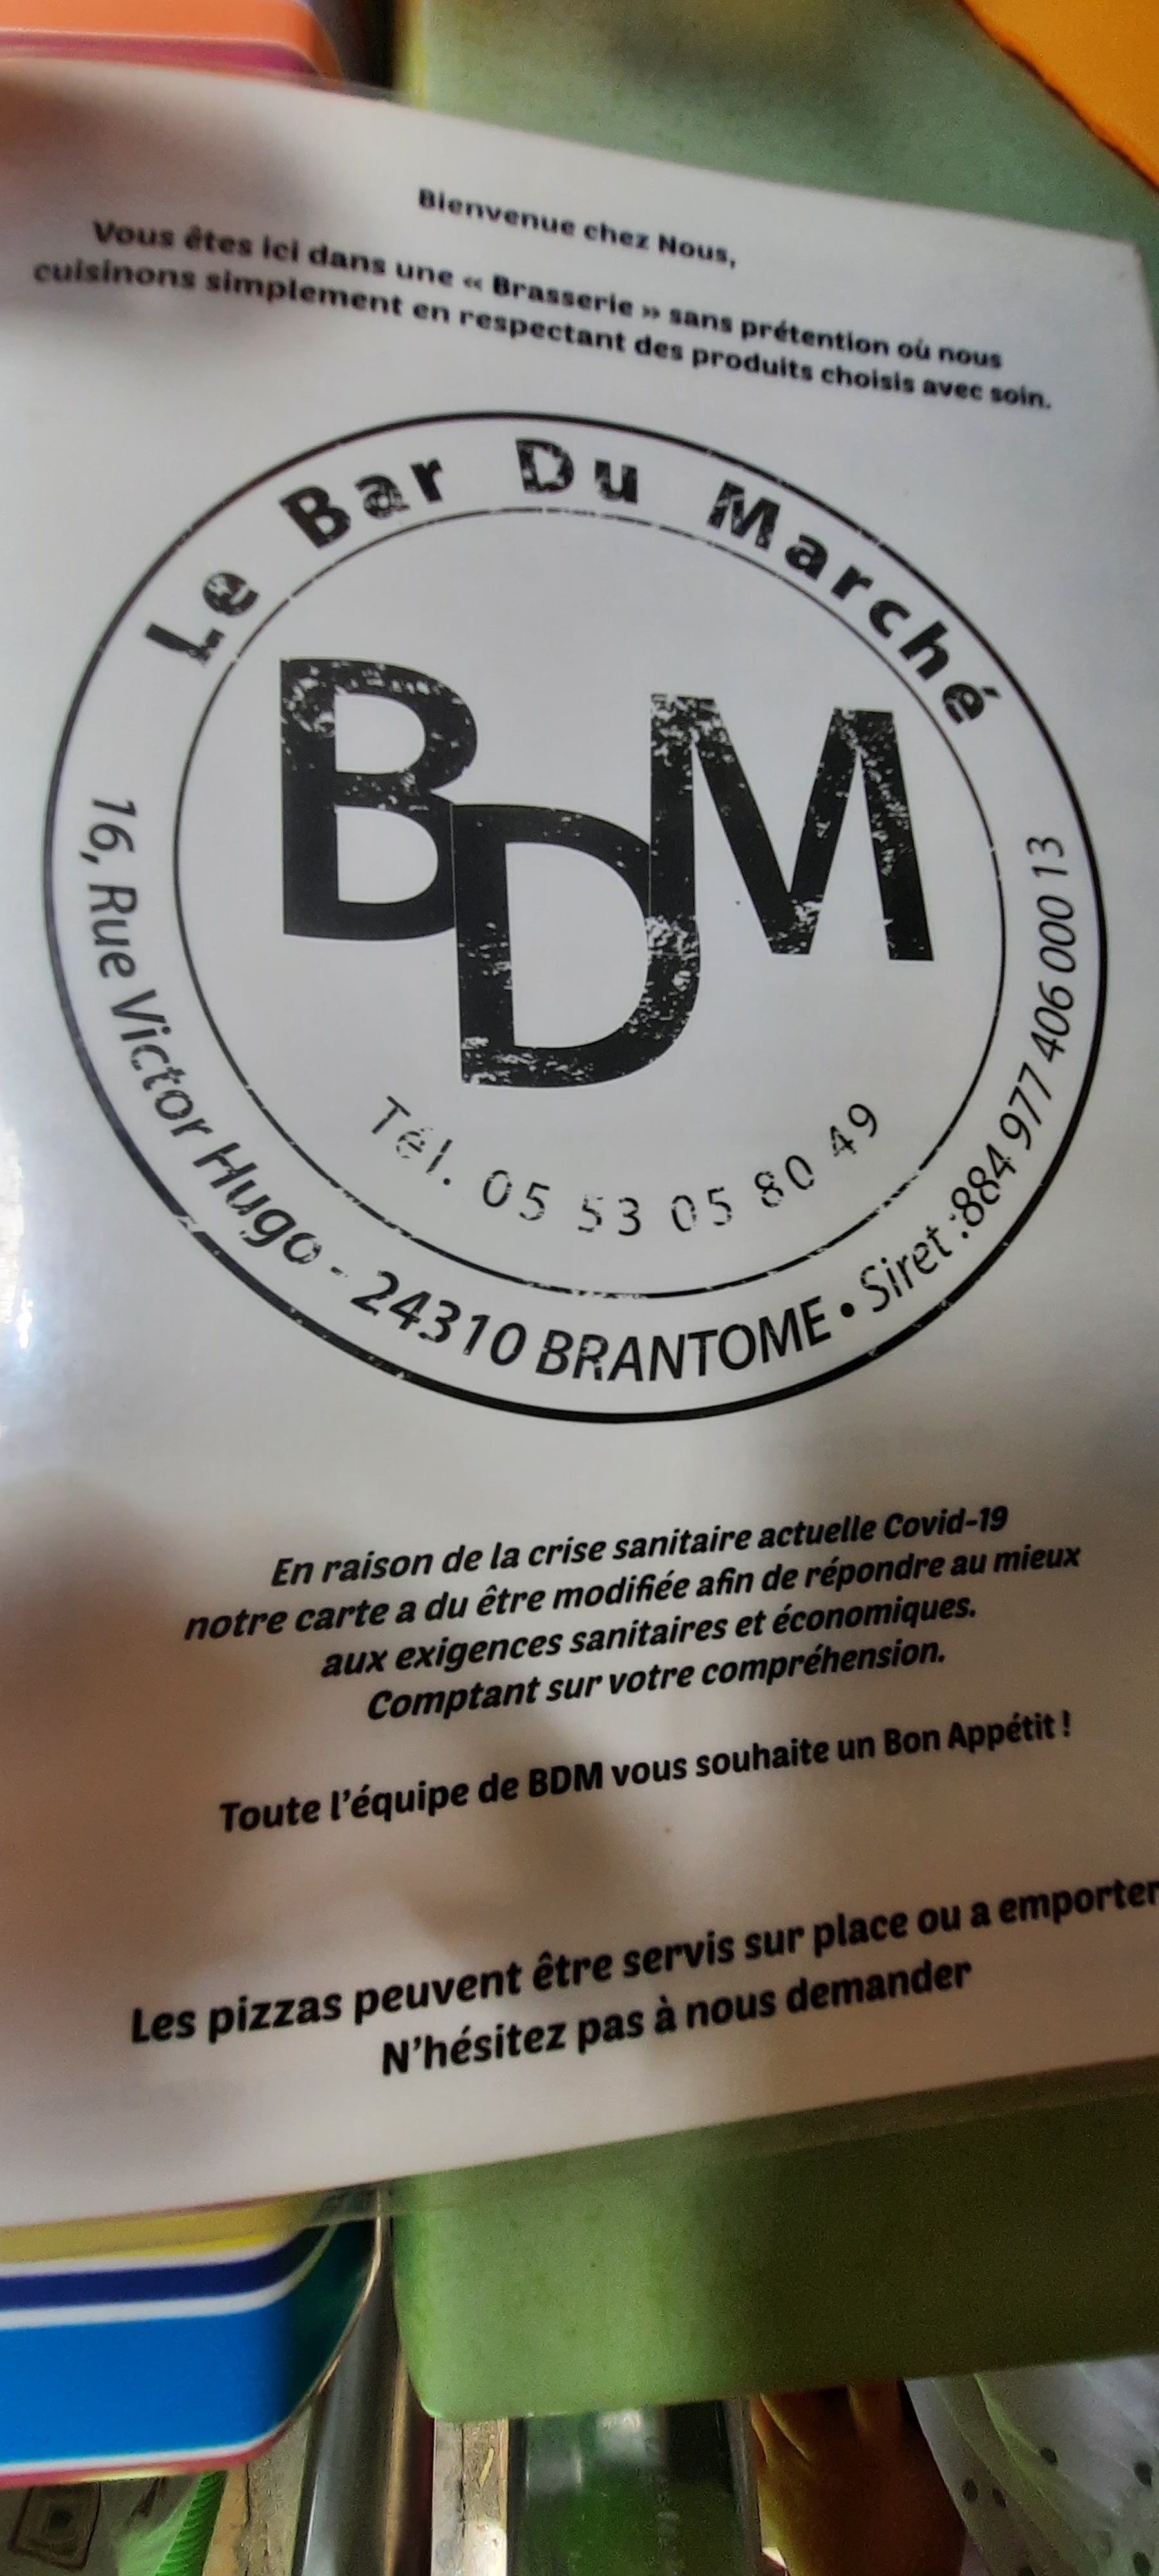 Bienvenue chez Nous,
Vous êtes ici dans une « Brasserie » sans prétention où nous
cuisinons simplement en respectant des produits choisis avec soin.
Le Bar Du Marché
BDM
Tél. 05 53 05 80 49
16, Rue Victor Hugo - 24310 BRANTOME • Siret :884 977 406 000 13
En raison de la crise sanitaire actuelle Covid-19
notre carte a du être modifiée afin de répondre au mieux
aux exigences sanitaires et économiques.
Comptant sur votre compréhension.
Toute l'équipe de BDM vous souhaite un Bon Appétit !
Les pizzas peuvent être servis sur place ou a emporter
N'hésitez pas à nous demander